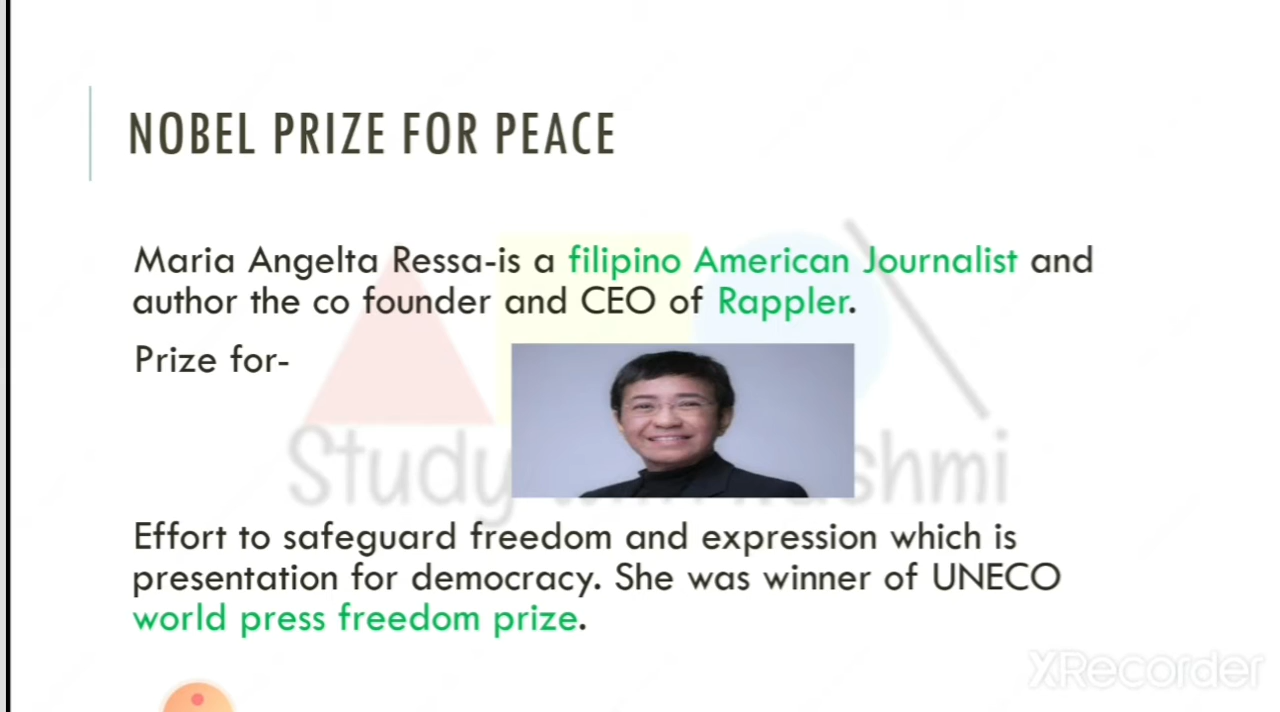 NOBEL PRIZE FOR PEACE
Maria Angelta Ressa-is a filipino American Journalist and
author the co founder and CEO of Rappler.
Prize for-
Study
shmi
Effort to safeguard freedom and expression which is
presentation for democracy. She was winner of UNECO
world press freedom prize.
XRecorder